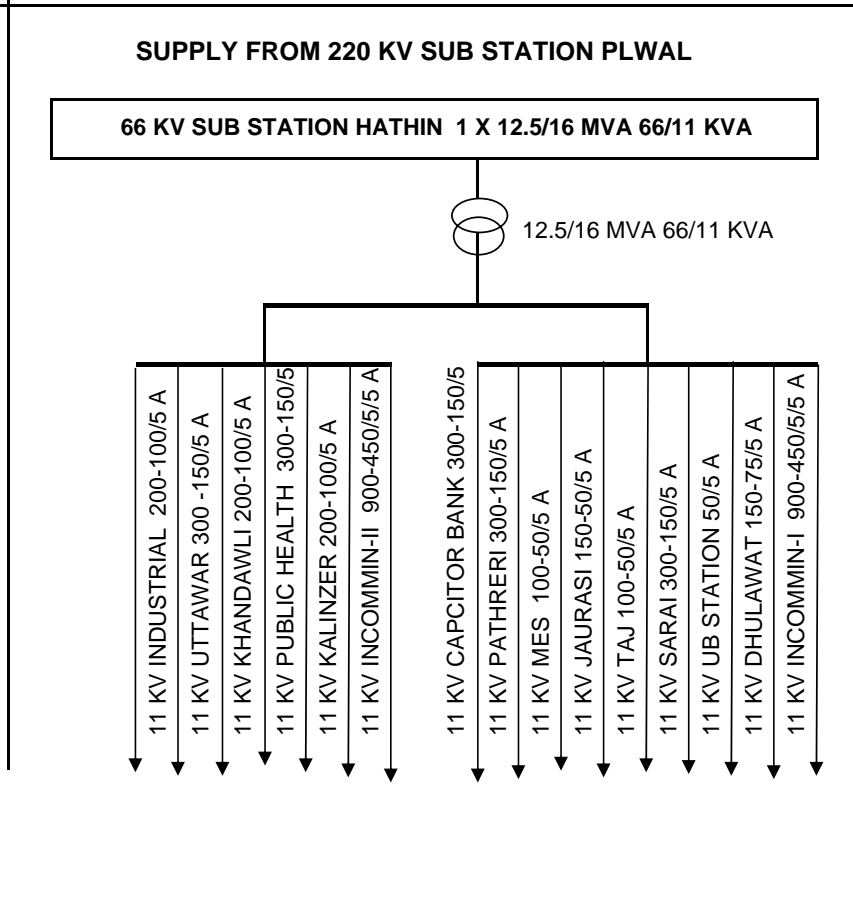 SUPPLY FROM 220 KV SUB STATION PLWAL
66 KV SUB STATION HATHIN 1 X 12.5/16 MVA 66/11 KVA
12.5/16 MVA 66/11 KVA
11 KV INDUSTRIAL 200-100/5 A
11 KV UTTAWAR 300 -150/5 A
11 KV KHANDAWLI 200-100/5 A
11 KV PUBLIC HEALTH 300-150/5
11 KV KALINZER 200-100/5 A
11 KV INCOMMIN-II 900-450/5/5 A
11 KV CAPCITOR BANK 300-150/5
11 KV PATHRERI 300-150/5 A
11 KV MES 100-50/5 A
11 KV JAURASI 150-50/5 A
11 KV TAJ 100-50/5 A
11 KV SARAI 300-150/5 A
11 KV UB STATION 50/5 A
11 KV DHULAWAT 150-75/5 A
11 KV INCOMMIN-I 900-450/5/5 A